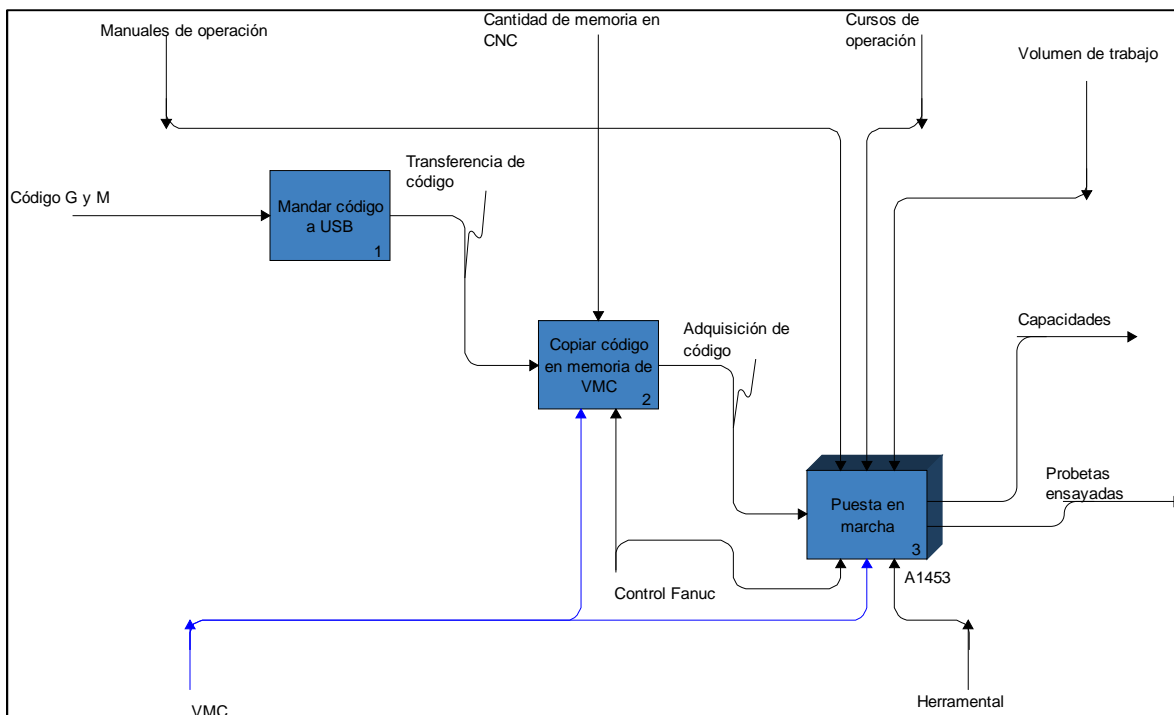 Manuales de operación
Cantidad de memoria en
CNC
Cursos de
operación
Volumen de trabajo
Código G y M
Mandar código
a USB
1
Transferencia de
código
Copiar código
en memoria de
VMC
2
Adquisición de
código
Capacidades
Probetas
ensayadas
Puesta en
marcha
3
A1453
Control Fanuc
VMC
Herramental